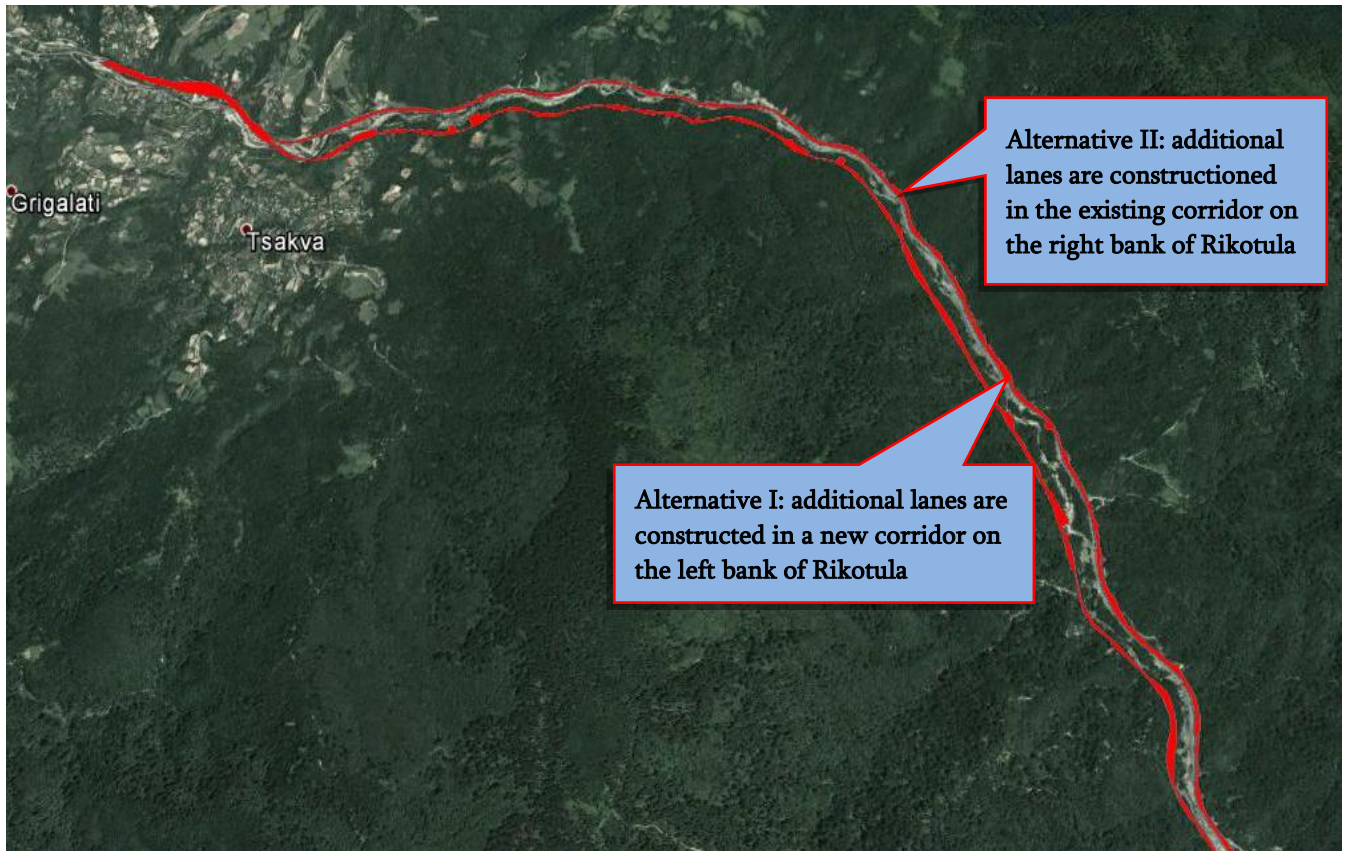 Alternative II: additional
lanes are constructioned
in the existing corridor on
the right bank of Rikotula
Grigalati
Tsakva
Alternative I: additional lanes are
constructed in a new corridor on
the left bank of Rikotula